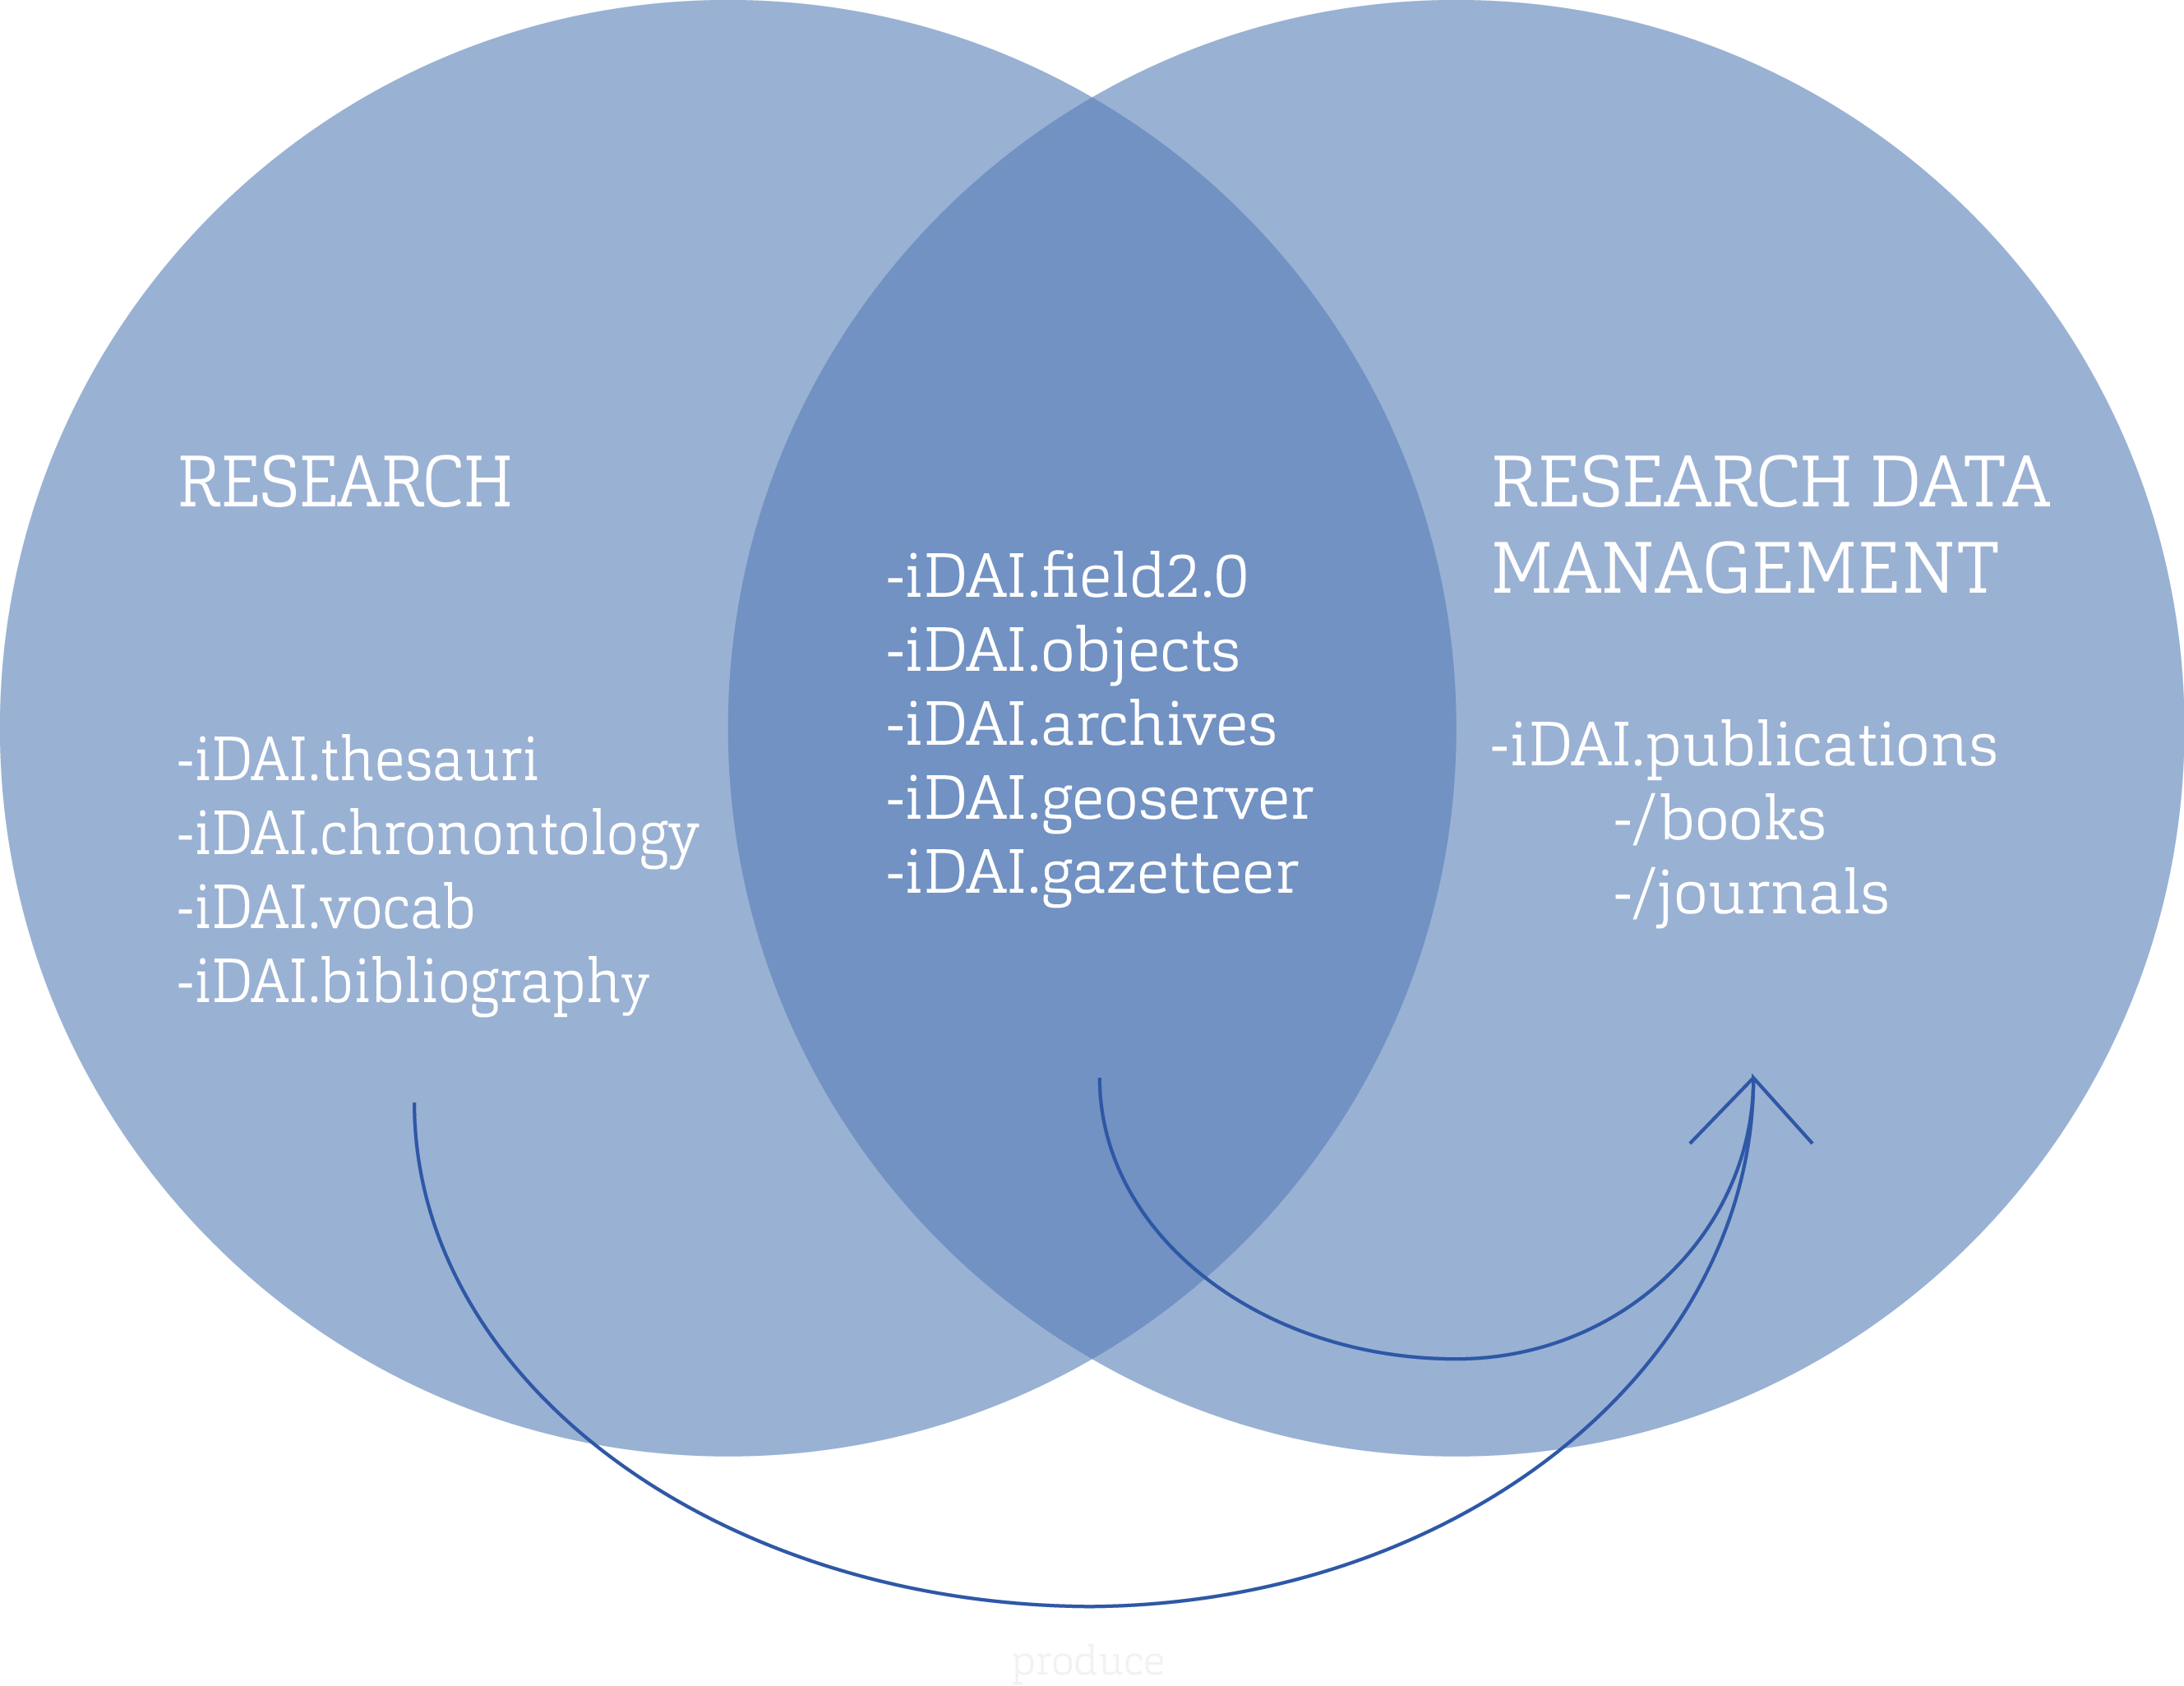 RESEARCH
-iDAI.thesauri
-iDAI.chronontology
-iDAI.vocab
-iDAI.bibliography
-iDAI.field2.0
-iDAI.objects
-iDAI.archives
-iDAI.geoserver
-iDAI.gazetteer
RESEARCH DATA
MANAGEMENT
-iDAI.publications
-/books
-/journals
produce